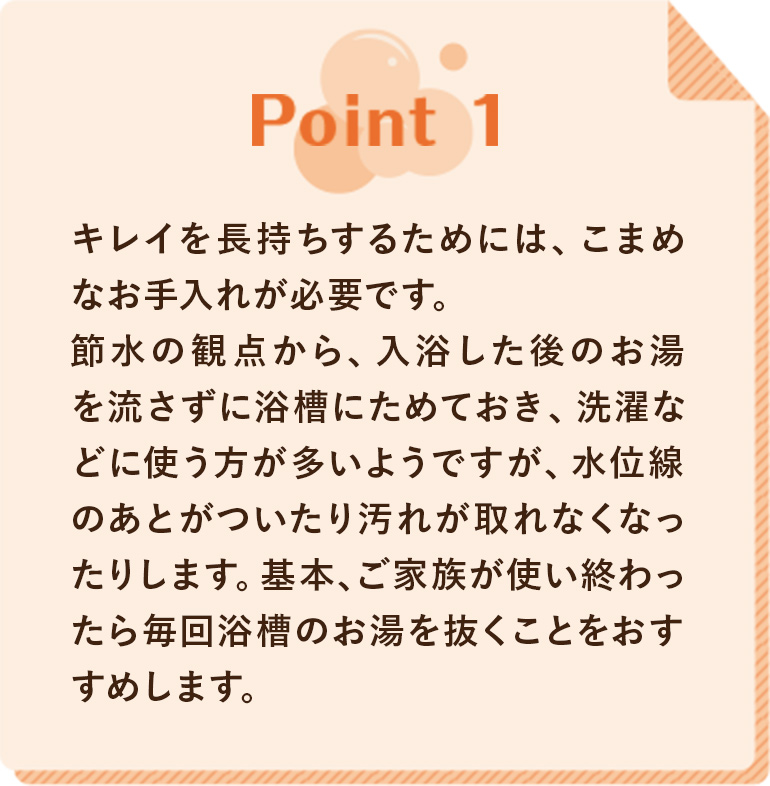 Point 1
キレイを長持ちするためには、こまめ
なお手入れが必要です。
節水の観点から、入浴した後のお湯
を流さずに浴槽にためておき、洗濯な
どに使う方が多いようですが、水位線
のあとがついたり汚れが取れなくなっ
たりします。基本、ご家族が使い終わっ
たら毎回浴槽のお湯を抜くことをおす
すめします。